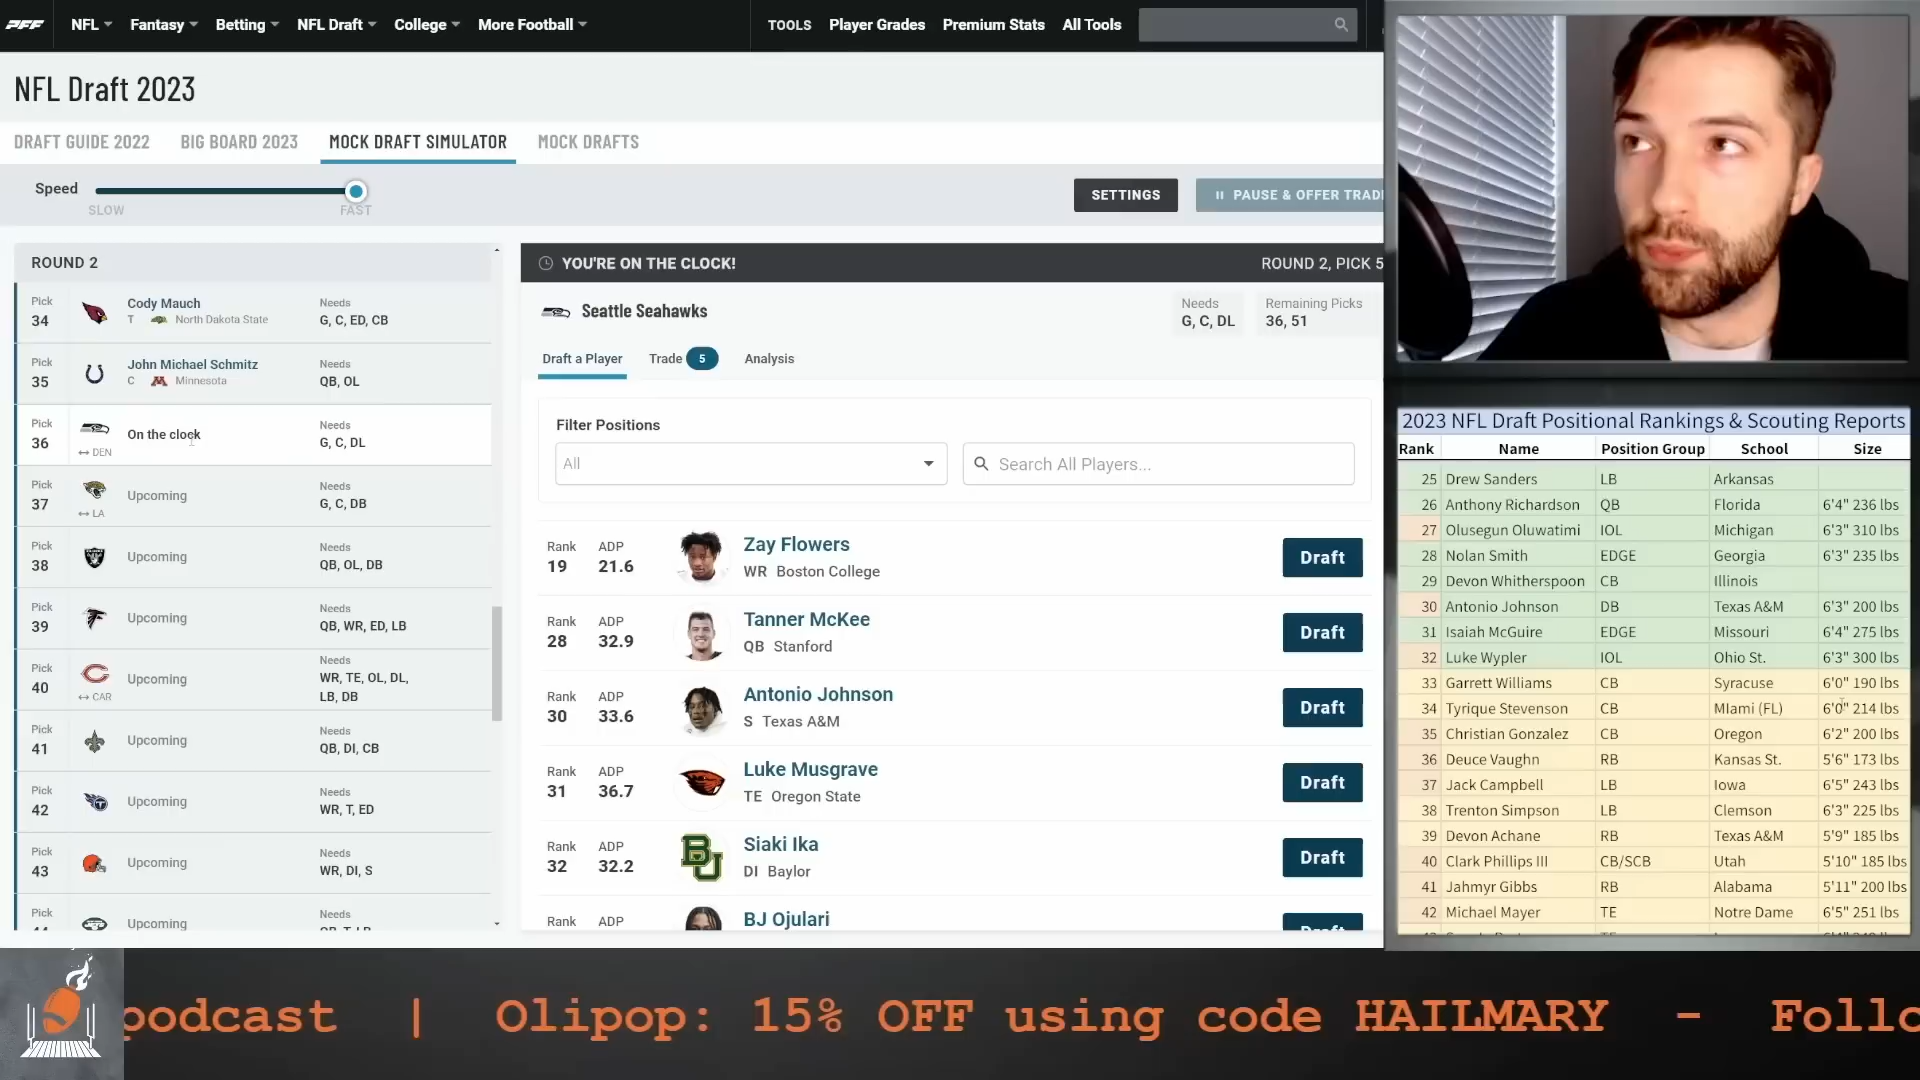 PFF
NFL
Fantasy
Betting
NFL Draft
College
More Football
TOOLS
Player Grades
Premium Stats
All Tools
NFL Draft 2023
DRAFT GUIDE 2022
BIG BOARD 2023
MOCK DRAFT SIMULATOR
MOCK DRAFTS
Speed
SLOW
FAST
SETTINGS
PAUSE & OFFER TRAD
ROUND 2
Pick 34
Cody Mauch
T North Dakota State
Needs
G, C, ED, CB
Pick 35
John Michael Schmitz
C Minnesota
Needs
QB, OL
Pick 36
DEN
On the clock
Needs
G, C, DL
Pick 37
LA
Upcoming
Needs
G, C, DB
Pick 38
Upcoming
Needs
QB, OL, DB
Pick 39
Upcoming
Needs
QB, WR, ED, LB
Pick 40
CAR
Upcoming
Needs
WR, TE, OL, DL,
LB, DB
Pick 41
Upcoming
Needs
QB, DI, CB
Pick 42
Upcoming
Needs
WR, T, ED
Pick 43
Upcoming
Needs
WR, DI, S
Pick
Upcoming
Needs
YOU'RE ON THE CLOCK!
ROUND 2, PICK 5
Seattle Seahawks
Needs
G, C, DL
Remaining Picks
36, 51
Draft a Player
Trade 5
Analysis
Filter Positions
All
Search All Players...
Rank 19
ADP 21.6
Zay Flowers
WR Boston College
Draft
Rank 28
ADP 32.9
Tanner McKee
QB Stanford
Draft
Rank 30
ADP 33.6
Antonio Johnson
S Texas A&M
Draft
Rank 31
ADP 36.7
Luke Musgrave
TE Oregon State
Draft
Rank 32
ADP 32.2
Siaki Ika
DI Baylor
Draft
Rank
ADP
BJ Ojulari
Draft
2023 NFL Draft Positional Rankings & Scouting Reports
Rank Name Position Group School Size
25 Drew Sanders LB Arkansas
26 Anthony Richardson QB Florida 6'4" 236 lbs
27 Olusegun Oluwatimi IOL Michigan 6'3" 310 lbs
28 Nolan Smith EDGE Georgia 6'3" 235 lbs
29 Devon Whitherspoon CB Illinois
30 Antonio Johnson DB Texas A&M 6'3" 200 lbs
31 Isaiah McGuire EDGE Missouri 6'4" 275 lbs
32 Luke Wypler IOL Ohio St. 6'3" 300 lbs
33 Garrett Williams CB Syracuse 6'0" 190 lbs
34 Tyrique Stevenson CB MIami (FL) 6'0" 214 lbs
35 Christian Gonzalez CB Oregon 6'2" 200 lbs
36 Deuce Vaughn RB Kansas St. 5'6" 173 lbs
37 Jack Campbell LB Iowa 6'5" 243 lbs
38 Trenton Simpson LB Clemson 6'3" 225 lbs
39 Devon Achane RB Texas A&M 5'9" 185 lbs
40 Clark Phillips III CB/SCB Utah 5'10" 185 lbs
41 Jahmyr Gibbs RB Alabama 5'11" 200 lbs
42 Michael Mayer TE Notre Dame 6'5" 251 lbs
podcast | Olipop: 15% OFF using code HAILMARY - Follo